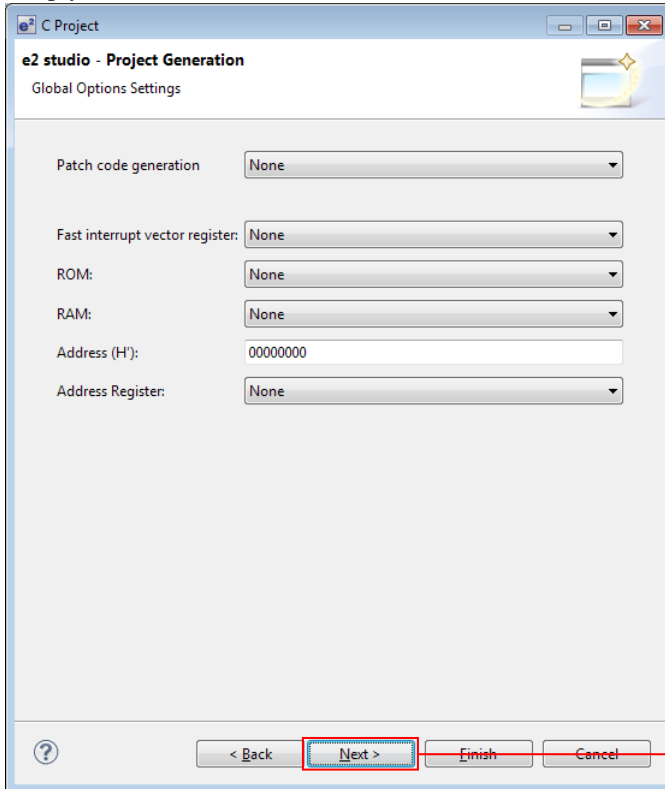 e² C Project
e2 studio - Project Generation
Global Options Settings
Patch code generation None
Fast interrupt vector register: None
ROM: None
RAM: None
Address (H'): 00000000
Address Register: None
? < Back Next > Finish Cancel